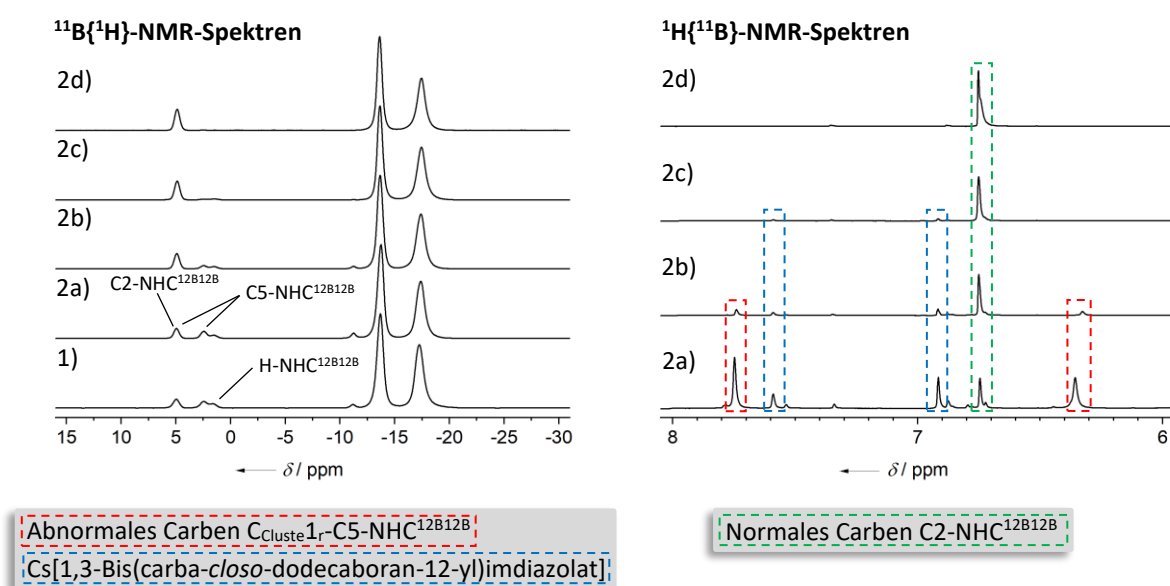 ¹¹B{¹H}-NMR-Spektren
2d)
2c)
2b)
C2-NHC¹²ᴮ¹²ᴮ
2a)
C5-NHC¹²ᴮ¹²ᴮ
1)
H-NHC¹²ᴮ¹²ᴮ
15 10 5 0 -5 -10 -15 -20 -25 -30
δ / ppm
¹H{¹¹B}-NMR-Spektren
2d)
2c)
2b)
2a)
8 7 6
δ / ppm
Abnormales Carben C_Cluste1_r-C5-NHC¹²ᴮ¹²ᴮ
Cs[1,3-Bis(carba-closo-dodecaboran-12-yl)imdiazolat]
Normales Carben C2-NHC¹²ᴮ¹²ᴮ